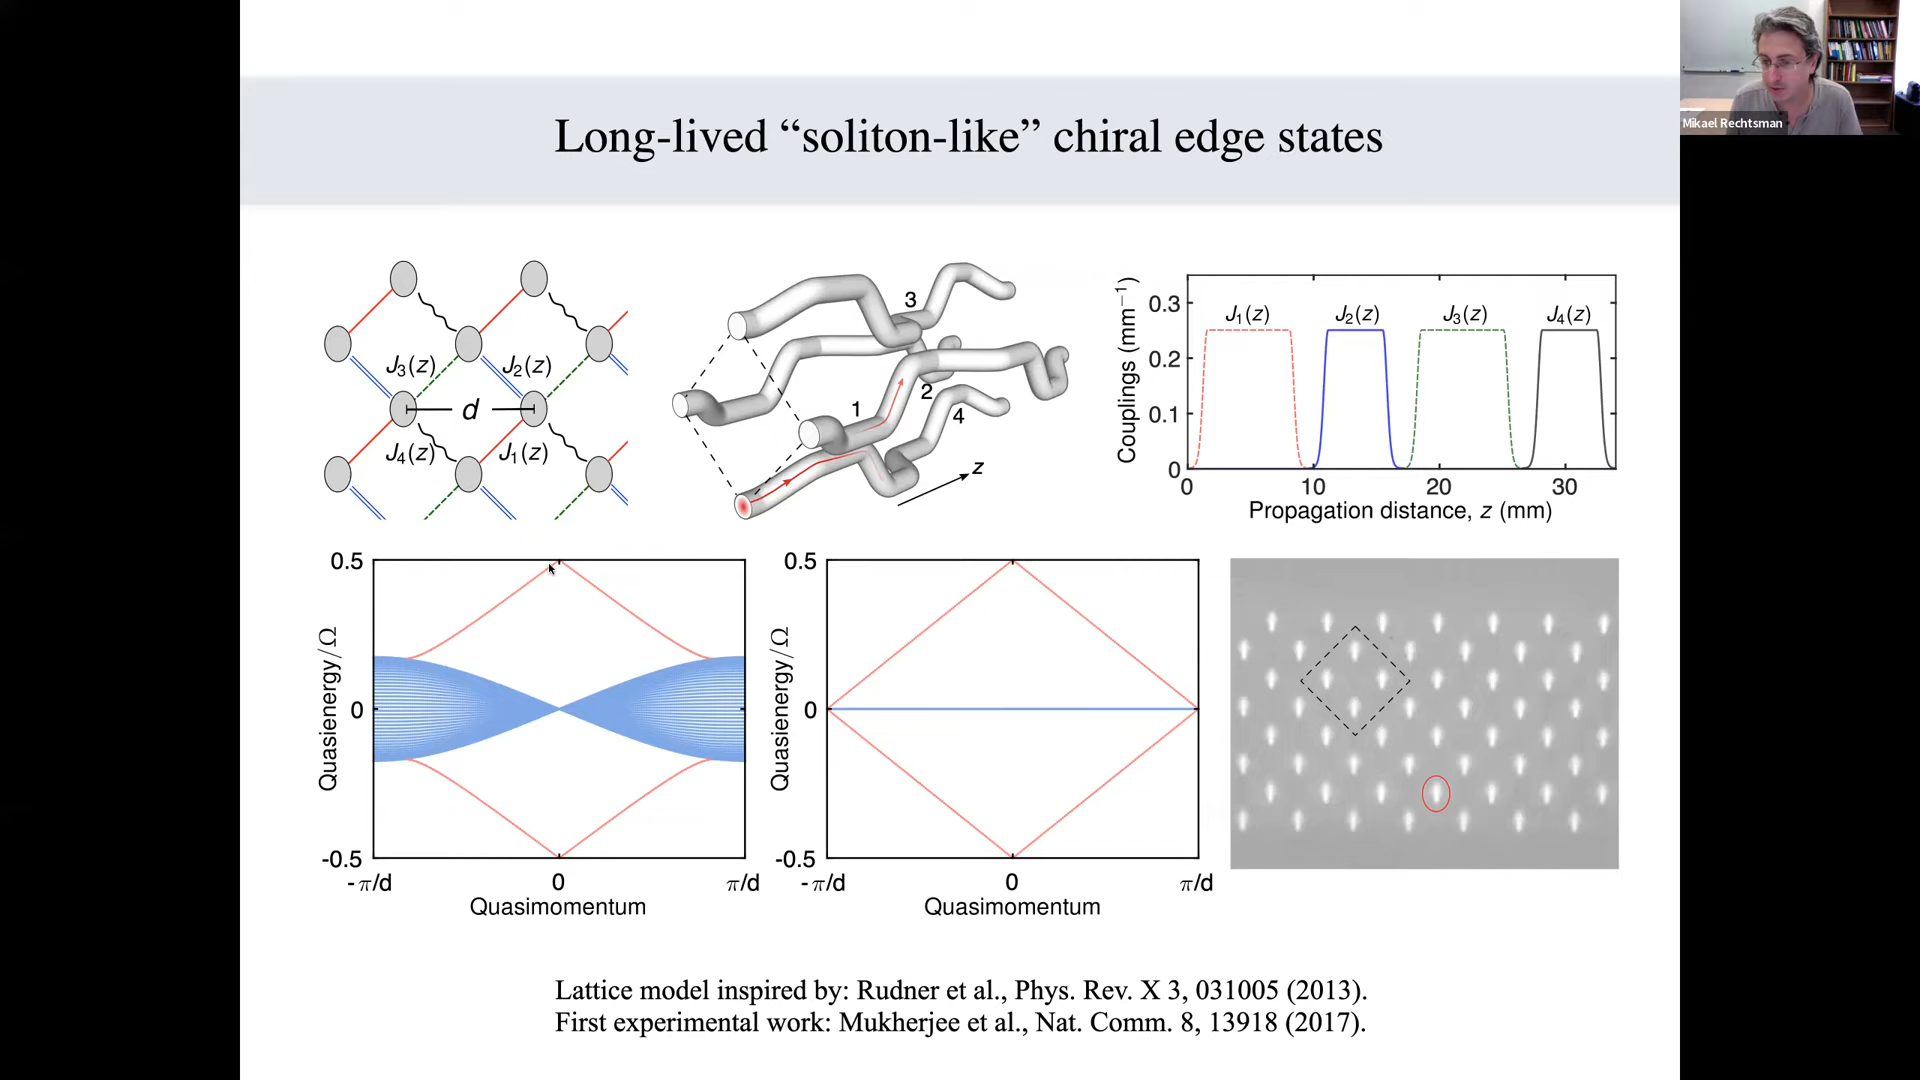 Mikael Rechtsman
Long-lived “soliton-like” chiral edge states
J3(z)
J2(z)
d
J4(z)
J1(z)
3
1
2
4
z
Couplings (mm−1)
0.3
0.2
0.1
0
J1(z)
J2(z)
J3(z)
J4(z)
0
10
20
30
Propagation distance, z (mm)
Quasienergy/Ω
0.5
0
-0.5
-π/d
0
π/d
Quasimomentum
Quasienergy/Ω
0.5
0
-0.5
-π/d
0
π/d
Quasimomentum
Lattice model inspired by: Rudner et al., Phys. Rev. X 3, 031005 (2013).
First experimental work: Mukherjee et al., Nat. Comm. 8, 13918 (2017).